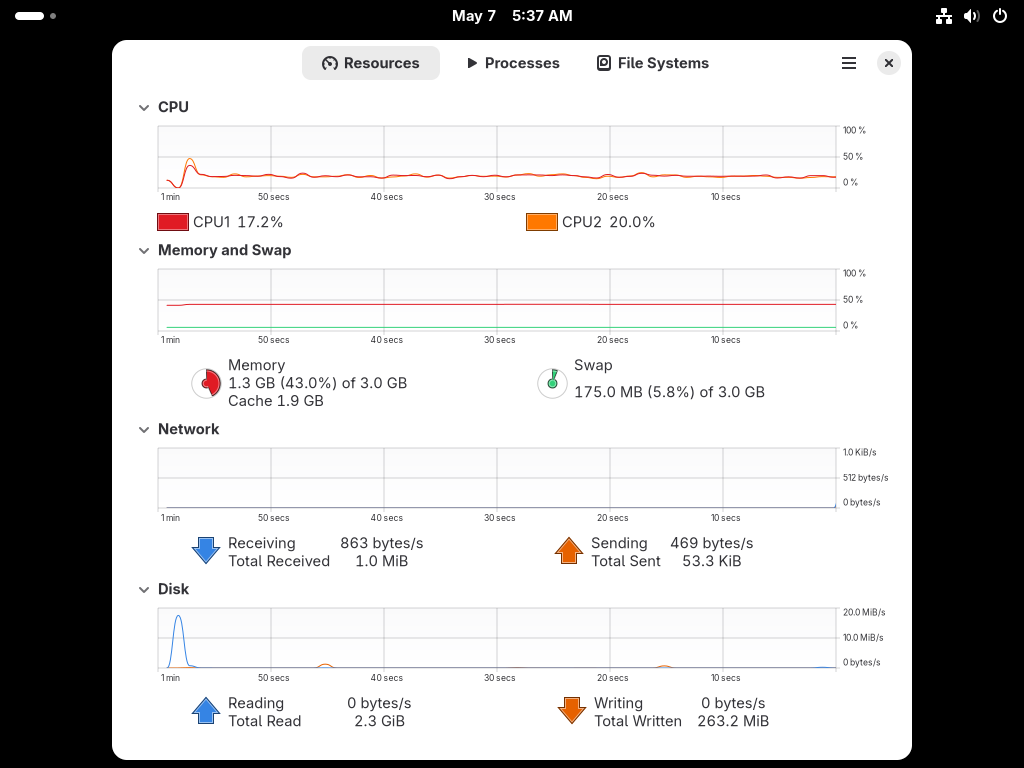 May 7 5:37 AM
Resources Processes File Systems
CPU
100 %
50 %
0 %
1 min 50 secs 40 secs 30 secs 20 secs 10 secs
CPU1 17.2% CPU2 20.0%
Memory and Swap
100 %
50 %
0 %
1 min 50 secs 40 secs 30 secs 20 secs 10 secs
Memory
1.3 GB (43.0%) of 3.0 GB
Cache 1.9 GB
Swap
175.0 MB (5.8%) of 3.0 GB
Network
1.0 KiB/s
512 bytes/s
0 bytes/s
1 min 50 secs 40 secs 30 secs 20 secs 10 secs
Receiving 863 bytes/s Sending 469 bytes/s
Total Received 1.0 MiB Total Sent 53.3 KiB
Disk
20.0 MiB/s
10.0 MiB/s
0 bytes/s
1 min 50 secs 40 secs 30 secs 20 secs 10 secs
Reading 0 bytes/s Writing 0 bytes/s
Total Read 2.3 GiB Total Written 263.2 MiB